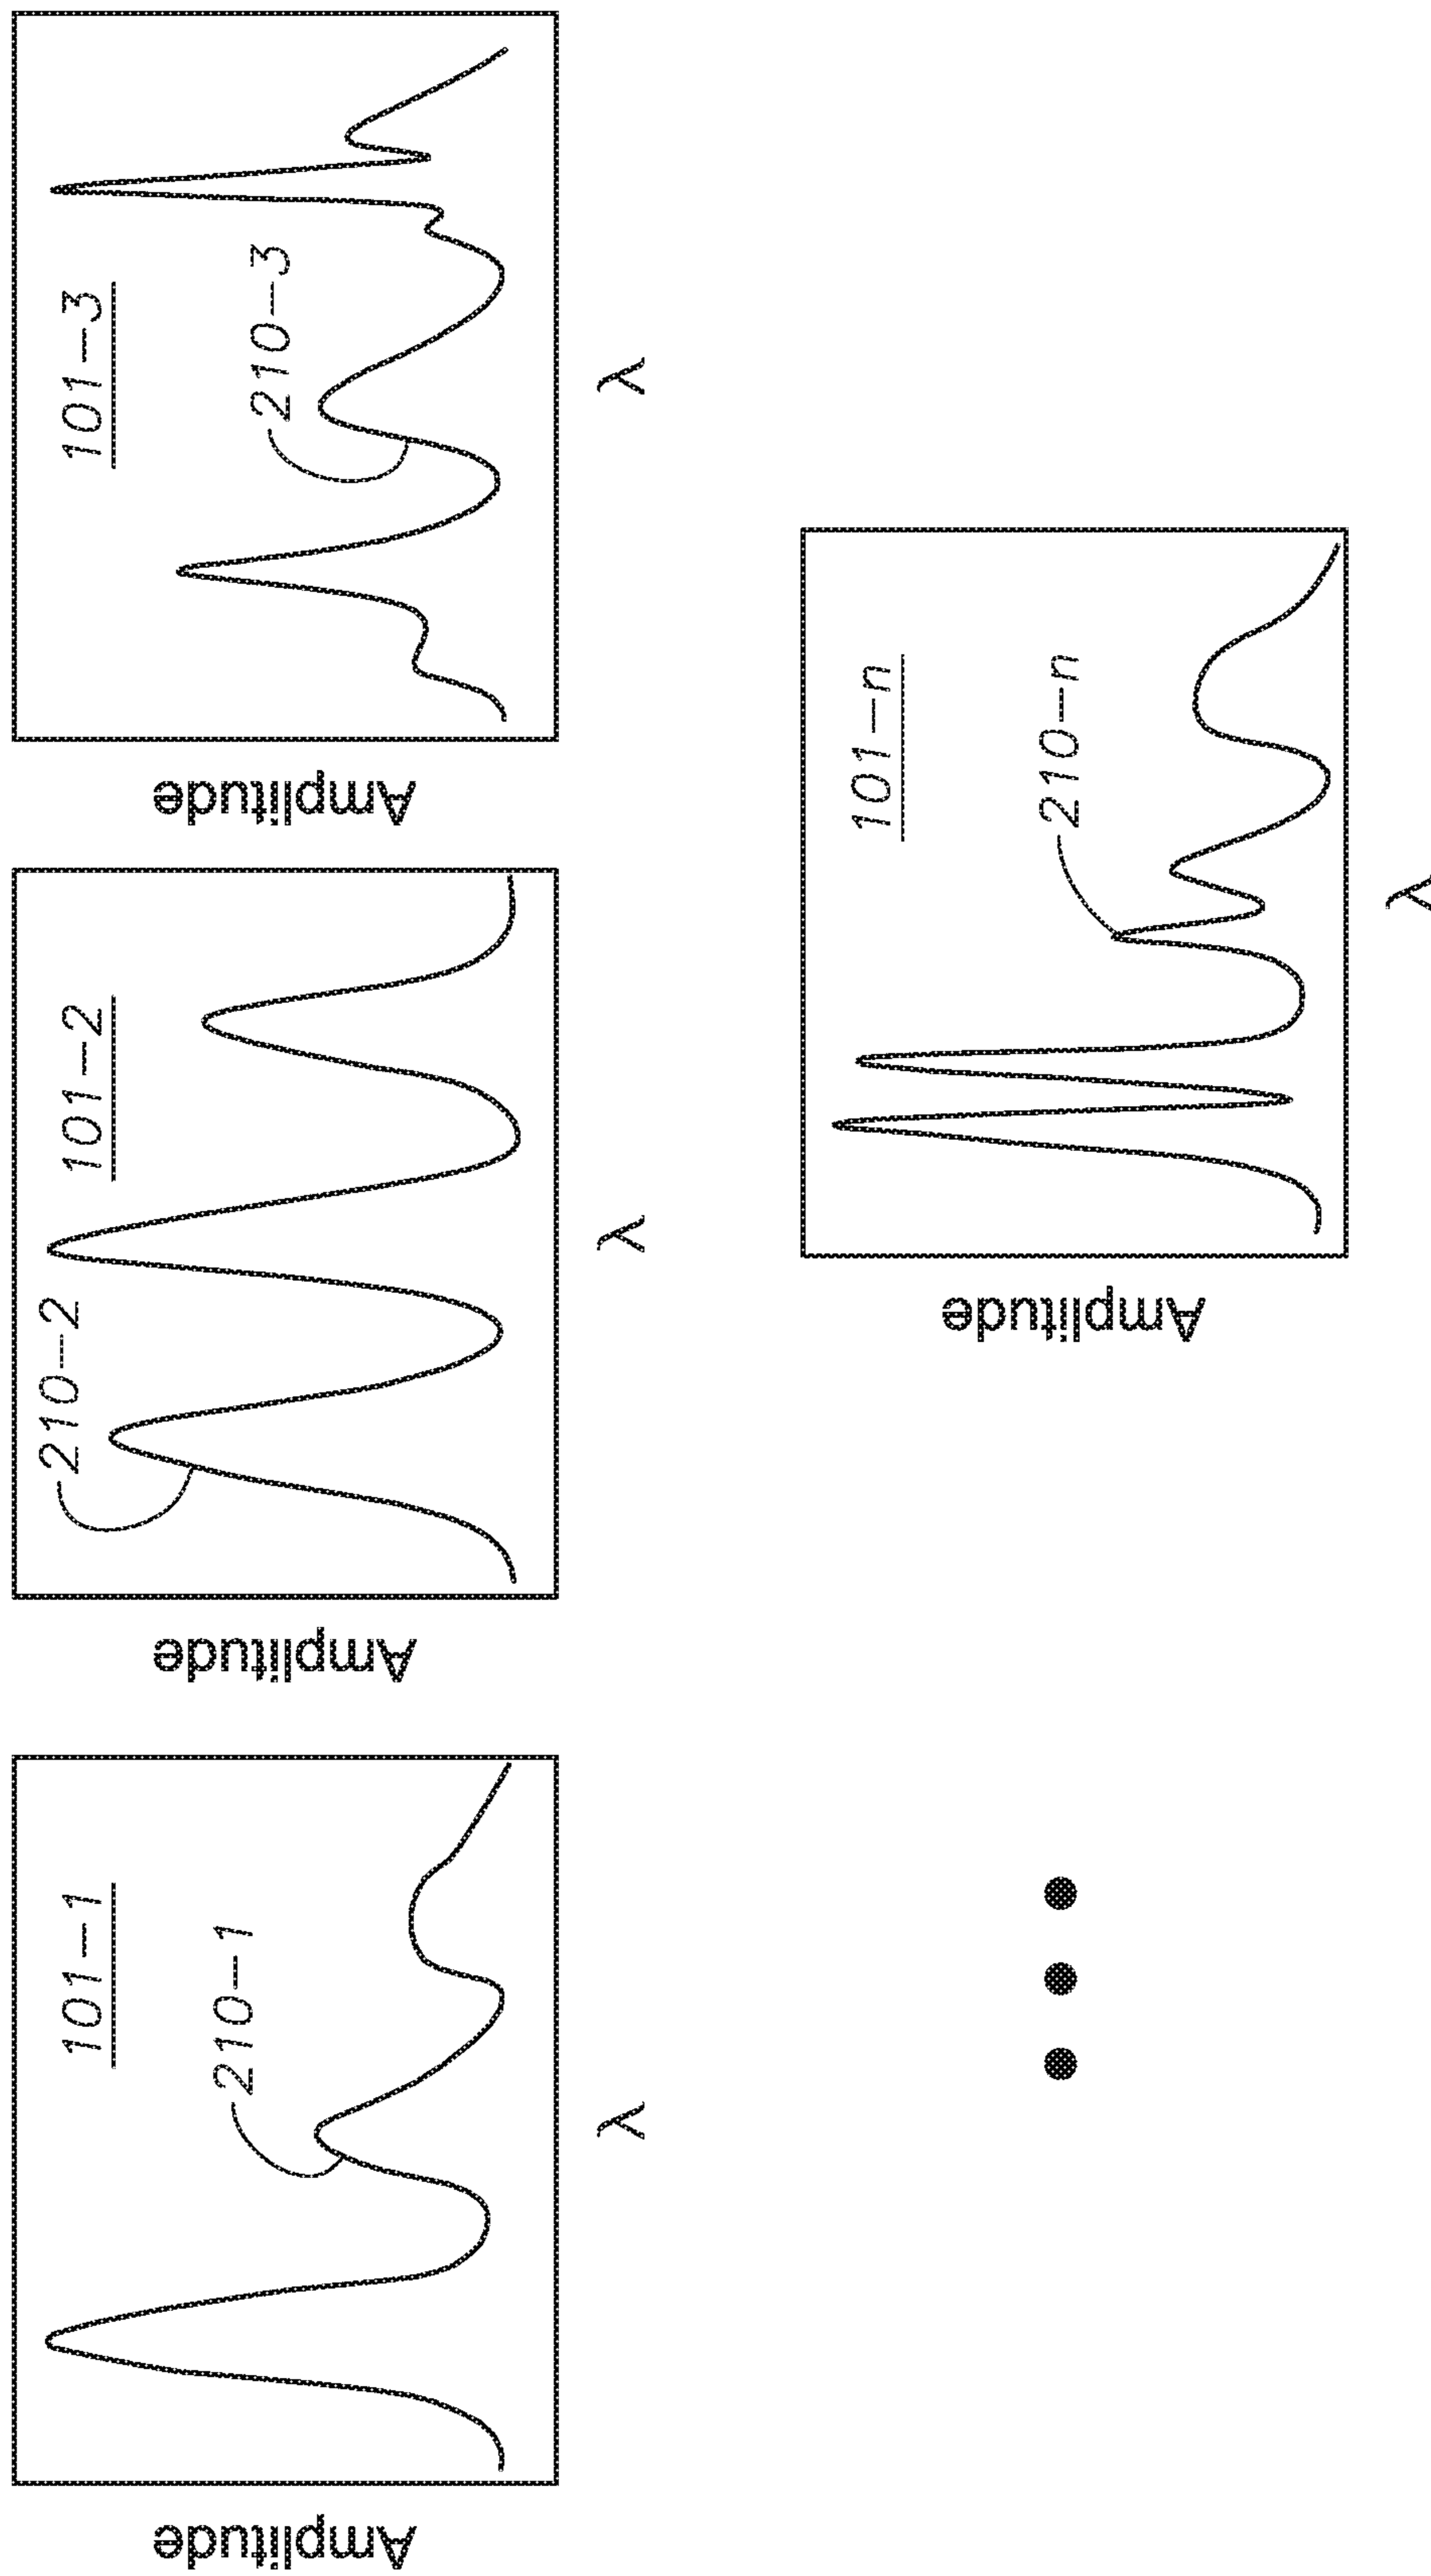 101-1
210-1
Amplitude
λ
210-2
101-2
Amplitude
λ
101-3
210-3
Amplitude
λ
101-n
210-n
Amplitude
λ